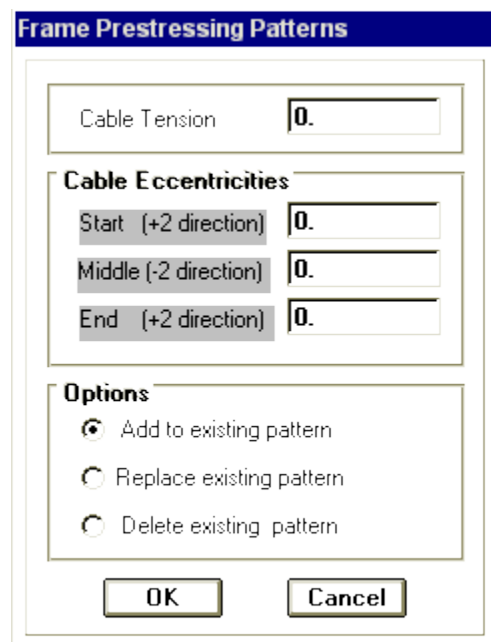 Frame Prestressing Patterns
Cable Tension 0.
Cable Eccentricities
Start (+2 direction) 0.
Middle (-2 direction) 0.
End (+2 direction) 0.
Options
Add to existing pattern
Replace existing pattern
Delete existing pattern
OK Cancel